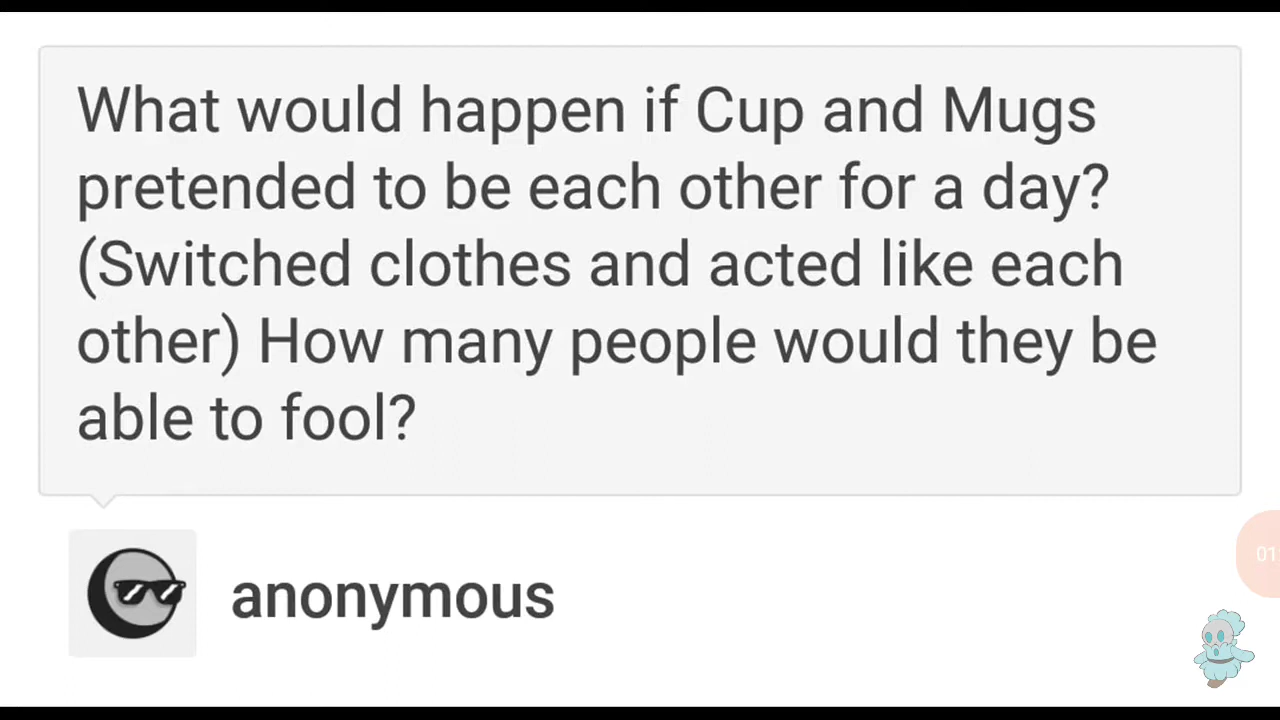 What would happen if Cup and Mugs
pretended to be each other for a day?
(Switched clothes and acted like each
other) How many people would they be
able to fool?
anonymous
01: